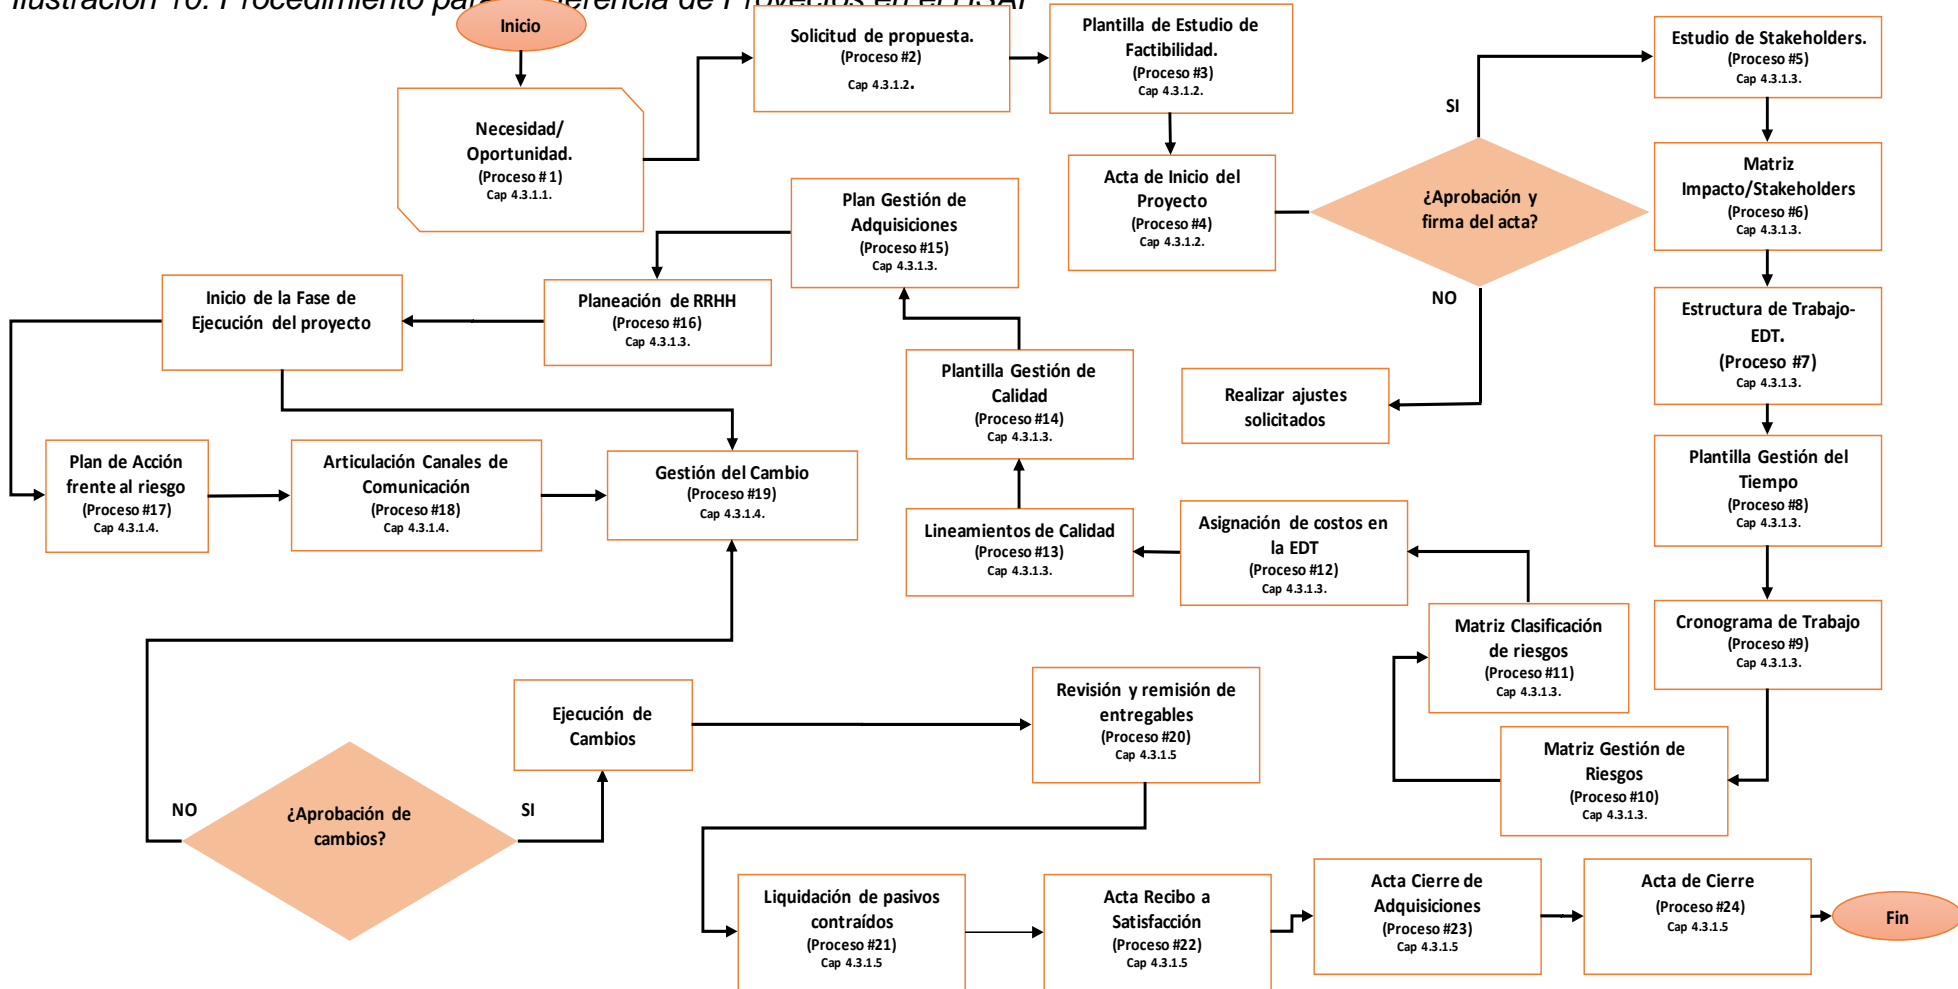 Ilustración 10. Procedimiento para Gerencia de Proyectos en el HSAP
Inicio
Necesidad/
Oportunidad.
(Proceso # 1)
Cap 4.3.1.1.
Solicitud de propuesta.
(Proceso #2)
Cap 4.3.1.2.
Plantilla de Estudio de
Factibilidad.
(Proceso #3)
Cap 4.3.1.2.
Acta de Inicio del
Proyecto
(Proceso #4)
Cap 4.3.1.2.
¿Aprobación y
firma del acta?
SI
NO
Realizar ajustes
solicitados
Estudio de Stakeholders.
(Proceso #5)
Cap 4.3.1.3.
Matriz
Impacto/Stakeholders
(Proceso #6)
Cap 4.3.1.3.
Estructura de Trabajo-
EDT.
(Proceso #7)
Cap 4.3.1.3.
Plantilla Gestión del
Tiempo
(Proceso #8)
Cap 4.3.1.3.
Cronograma de Trabajo
(Proceso #9)
Cap 4.3.1.3.
Matriz Gestión de
Riesgos
(Proceso #10)
Cap 4.3.1.3.
Matriz Clasificación
de riesgos
(Proceso #11)
Cap 4.3.1.3.
Asignación de costos en
la EDT
(Proceso #12)
Cap 4.3.1.3.
Lineamientos de Calidad
(Proceso #13)
Cap 4.3.1.3.
Plantilla Gestión de
Calidad
(Proceso #14)
Cap 4.3.1.3.
Plan Gestión de
Adquisiciones
(Proceso #15)
Cap 4.3.1.3.
Planeación de RRHH
(Proceso #16)
Cap 4.3.1.3.
Inicio de la Fase de
Ejecución del proyecto
Plan de Acción
frente al riesgo
(Proceso #17)
Cap 4.3.1.4.
Articulación Canales de
Comunicación
(Proceso #18)
Cap 4.3.1.4.
Gestión del Cambio
(Proceso #19)
Cap 4.3.1.4.
¿Aprobación de
cambios?
NO
SI
Ejecución de
Cambios
Revisión y remisión de
entregables
(Proceso #20)
Cap 4.3.1.5
Liquidación de pasivos
contraídos
(Proceso #21)
Cap 4.3.1.5
Acta Recibo a
Satisfacción
(Proceso #22)
Cap 4.3.1.5
Acta Cierre de
Adquisiciones
(Proceso #23)
Cap 4.3.1.5
Acta de Cierre
(Proceso #24)
Cap 4.3.1.5
Fin